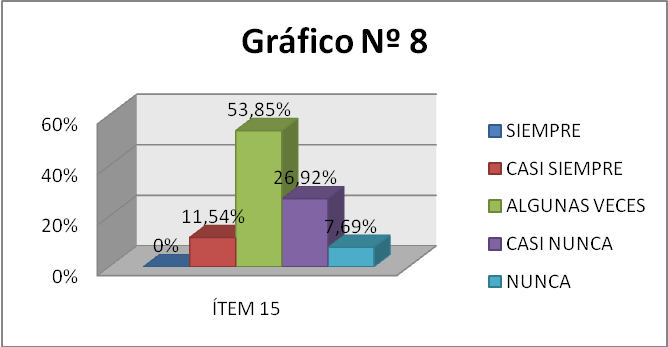 Gráfico Nº 8
60%
40%
20%
0%
0%
11,54%
53,85%
26,92%
7,69%
ÍTEM 15
SIEMPRE
CASI SIEMPRE
ALGUNAS VECES
CASI NUNCA
NUNCA